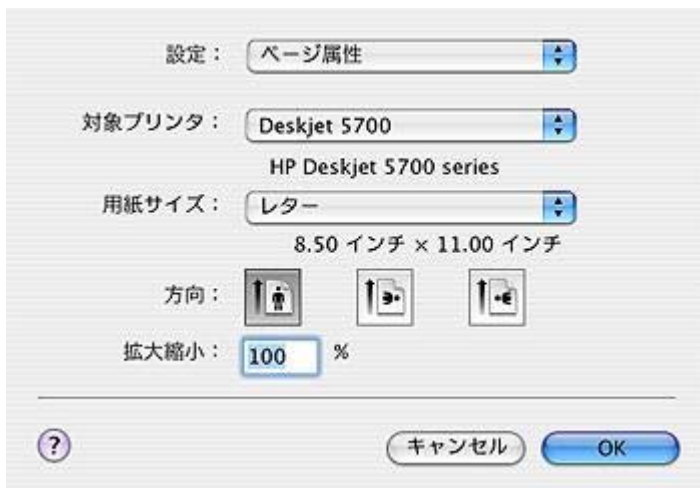 設定： ページ属性
対象プリンタ： Deskjet 5700
HP Deskjet 5700 series
用紙サイズ： レター
8.50 インチ × 11.00 インチ
方向：
拡大縮小： 100 %
? キャンセル OK